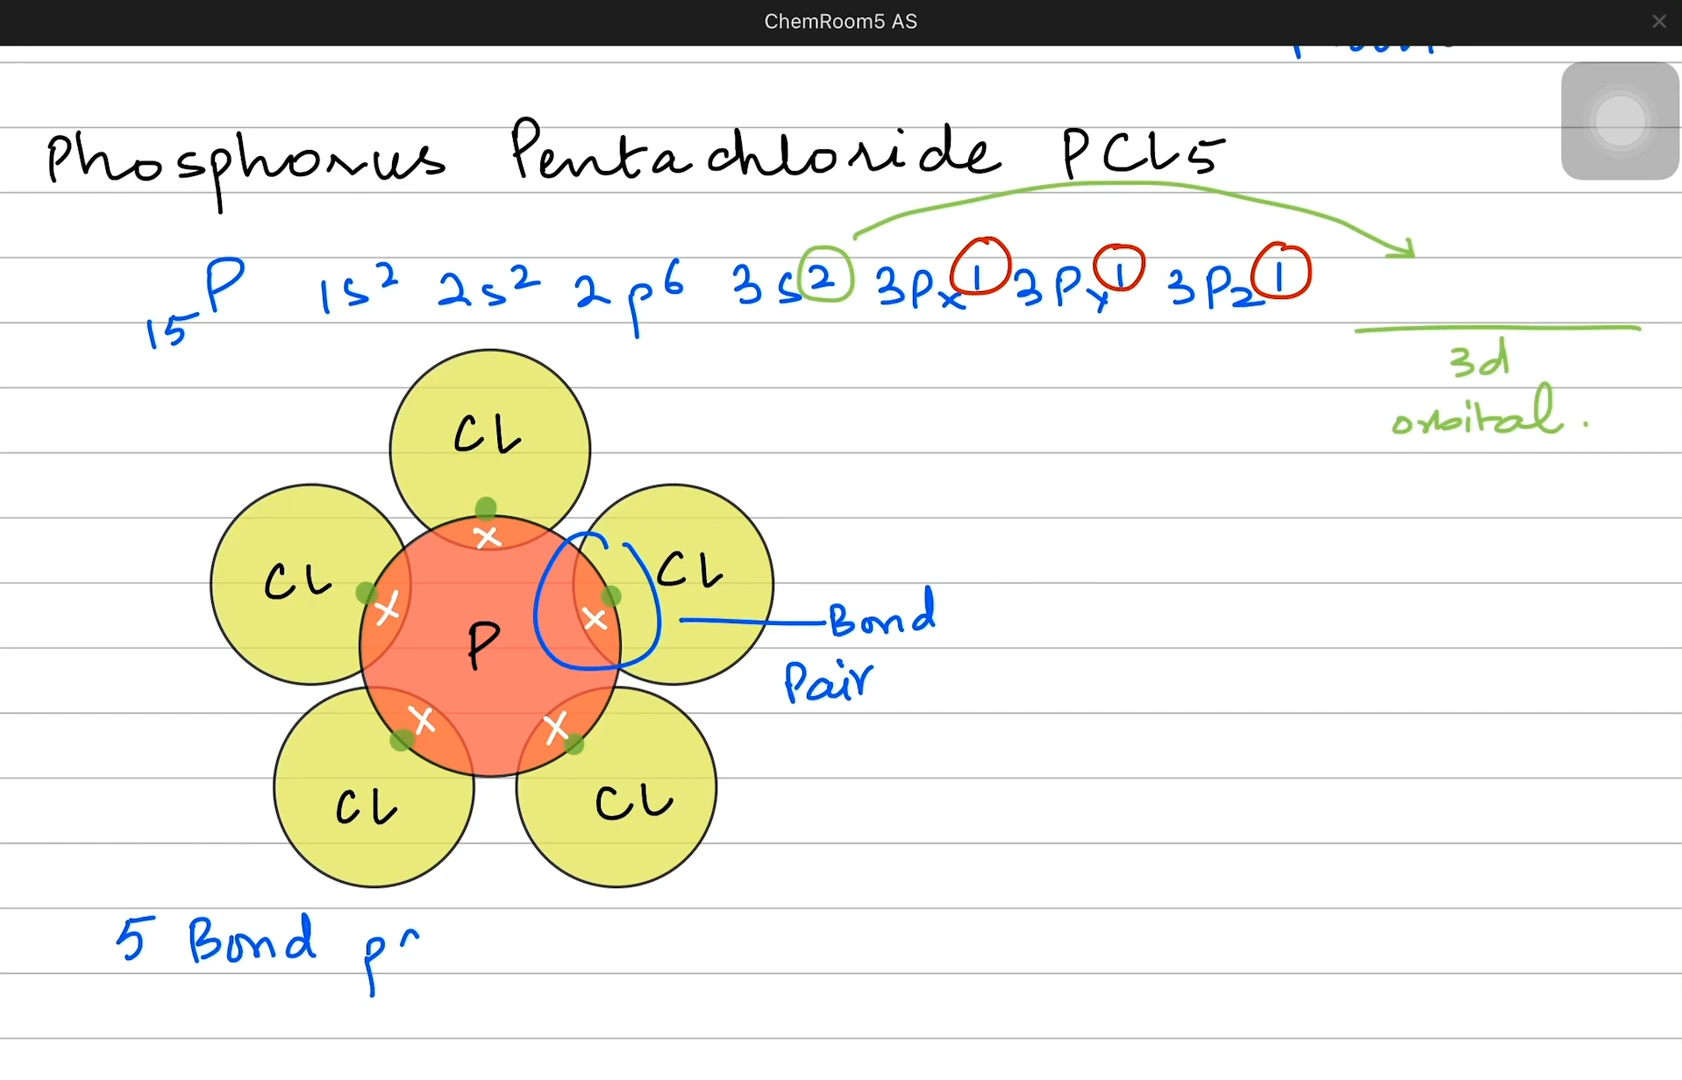 ChemRoom5 AS
Phosphorus Pentachloride PCl5
15P 1s² 2s² 2p⁶ 3s² 3Px¹ 3Py¹ 3Pz¹
3d
orbital.
Cl
Cl
Cl
P
Bond
Pair
Cl
Cl
5 Bond